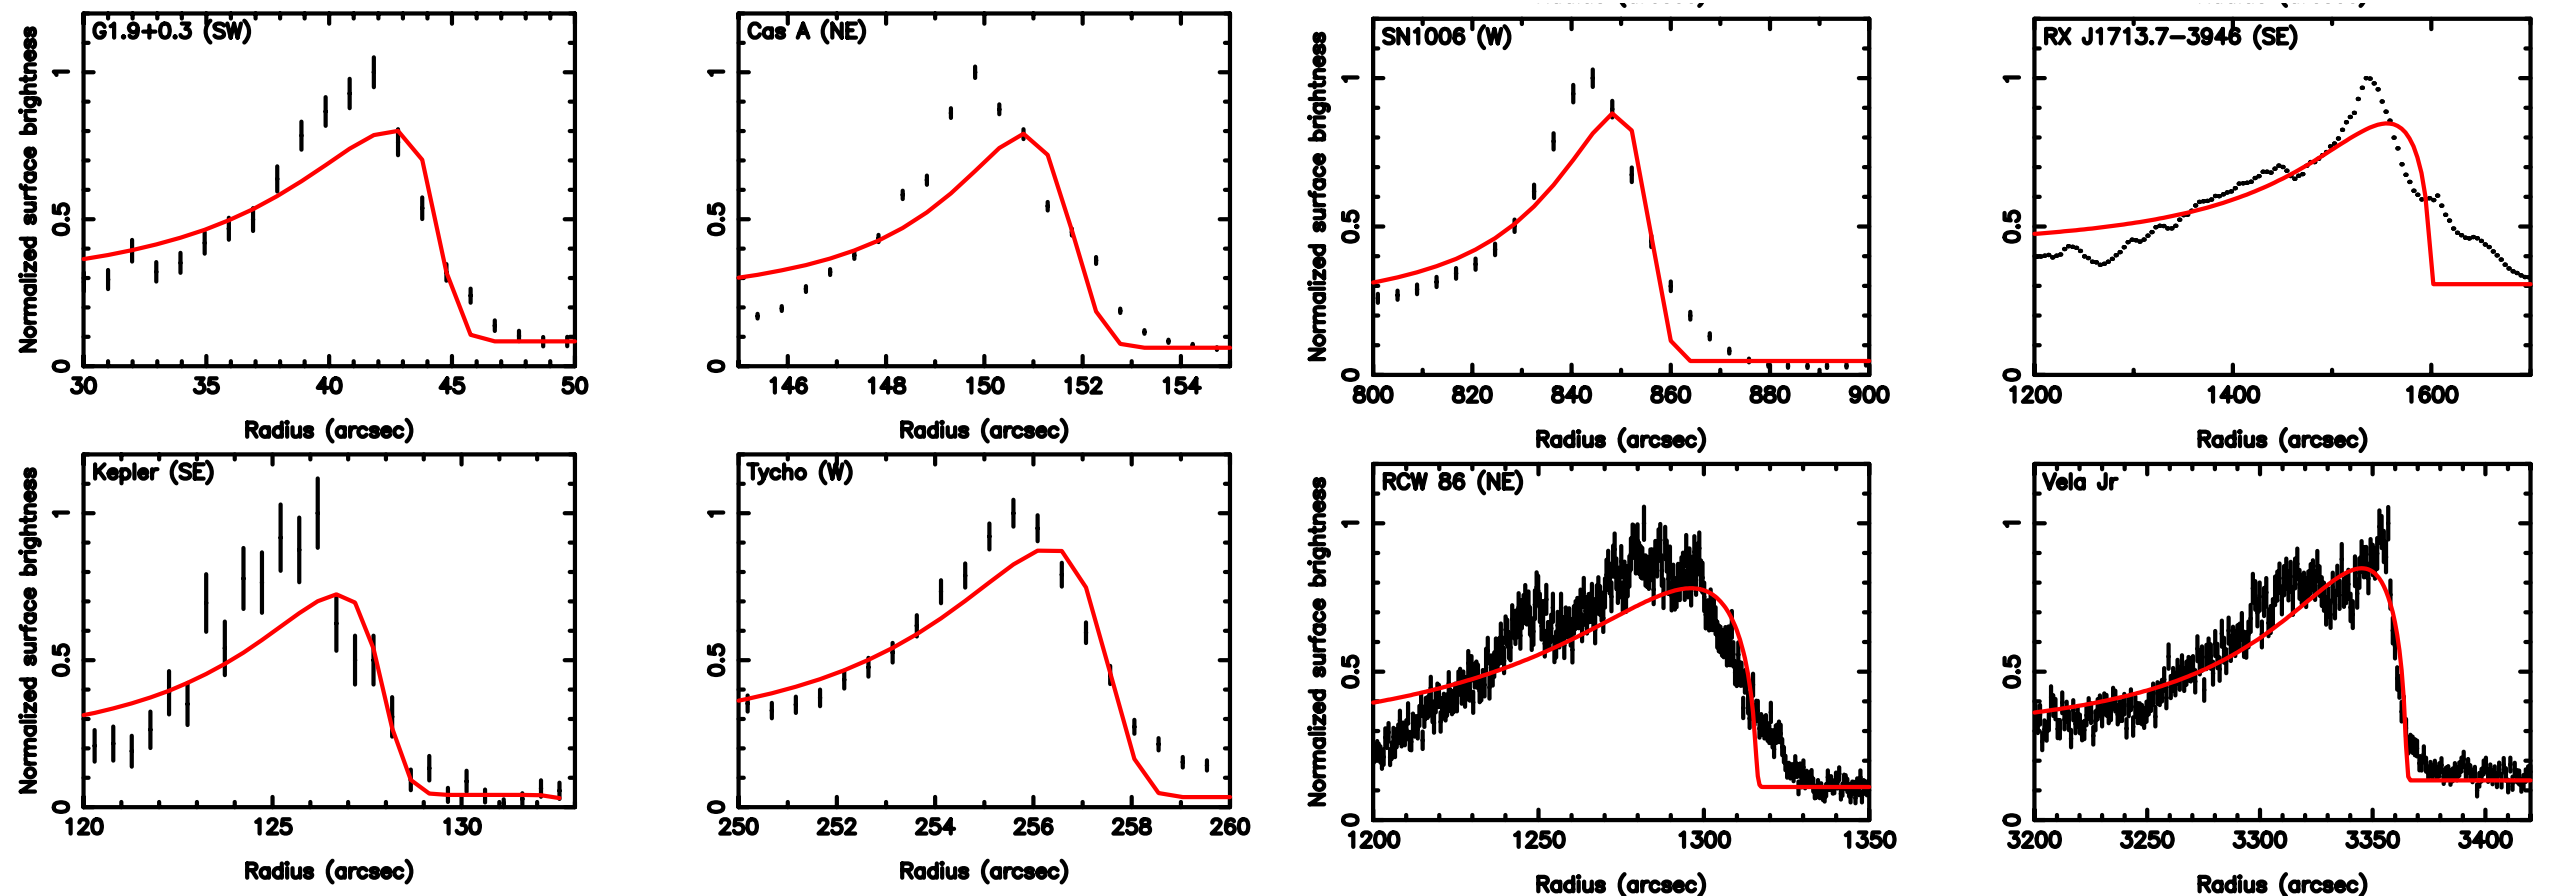 G1.9+0.3 (SW)
Normalized surface brightness
0 0.5 1
30 35 40 45 50
Radius (arcsec)
Cas A (NE)
0 0.5 1
146 148 150 152 154
Radius (arcsec)
SN1006 (W)
Normalized surface brightness
0 0.5 1
800 820 840 860 880 900
Radius (arcsec)
RX J1713.7−3946 (SE)
0 0.5 1
1200 1400 1600
Radius (arcsec)
Kepler (SE)
Normalized surface brightness
0 0.5 1
120 125 130
Radius (arcsec)
Tycho (W)
0 0.5 1
250 252 254 256 258 260
Radius (arcsec)
RCW 86 (NE)
Normalized surface brightness
0 0.5 1
1200 1250 1300 1350
Radius (arcsec)
Vela Jr
0 0.5 1
3200 3250 3300 3350 3400
Radius (arcsec)